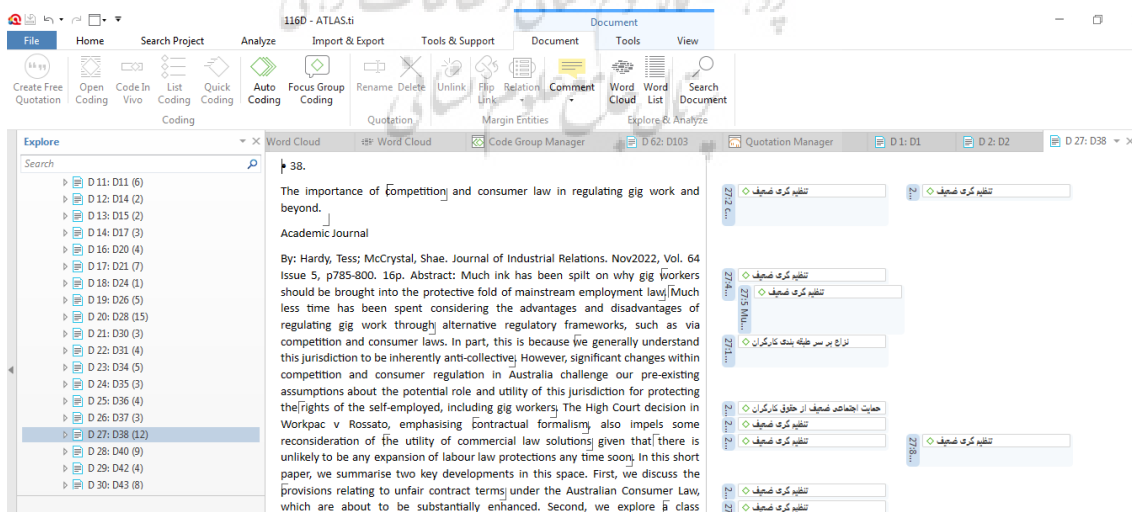 116D - ATLAS.ti
Document
File Home Search Project Analyze Import & Export Tools & Support Document Tools View
Create Free Quotation
Open Coding
Code In Vivo
List Coding
Quick Coding
Auto Coding
Focus Group Coding
Rename
Delete
Unlink
Flip Link
Relation
Comment
Word Cloud
Word List
Search Document
Coding
Quotation
Margin Entities
Explore & Analyze
Explore
Word Cloud
Word Cloud
Code Group Manager
D 62: D103
Quotation Manager
D 1: D1
D 2: D2
D 27: D38
Search
D 11: D11 (6)
D 12: D14 (2)
D 13: D15 (2)
D 14: D17 (3)
D 16: D20 (4)
D 17: D21 (7)
D 18: D24 (1)
D 19: D26 (5)
D 20: D28 (15)
D 21: D30 (3)
D 22: D31 (4)
D 23: D34 (5)
D 24: D35 (3)
D 25: D36 (4)
D 26: D37 (3)
D 27: D38 (12)
D 28: D40 (9)
D 29: D42 (4)
D 30: D43 (8)
• 38.
The importance of competition and consumer law in regulating gig work and
beyond.
Academic Journal
By: Hardy, Tess; McCrystal, Shae. Journal of Industrial Relations. Nov2022, Vol. 64
Issue 5, p785-800. 16p. Abstract: Much ink has been spilt on why gig workers
should be brought into the protective fold of mainstream employment law. Much
less time has been spent considering the advantages and disadvantages of
regulating gig work through alternative regulatory frameworks, such as via
competition and consumer laws. In part, this is because we generally understand
this jurisdiction to be inherently anti-collective. However, significant changes within
competition and consumer regulation in Australia challenge our pre-existing
assumptions about the potential role and utility of this jurisdiction for protecting
the rights of the self-employed, including gig workers. The High Court decision in
Workpac v Rossato, emphasising contractual formalism, also impels some
reconsideration of the utility of commercial law solutions given that there is
unlikely to be any expansion of labour law protections any time soon. In this short
paper, we summarise two key developments in this space. First, we discuss the
provisions relating to unfair contract terms under the Australian Consumer Law,
which are about to be substantially enhanced. Second, we explore a class
27:2 c...
تنظیم گری ضعیف
2...
تنظیم گری ضعیف
27:4...
تنظیم گری ضعیف
27:5 Mu...
تنظیم گری ضعیف
27:1...
نزاع بر سر طبقه بندی کارگران
2...
حمایت اجتماعی ضعیف از حقوق کارگران
2...
تنظیم گری ضعیف
2...
تنظیم گری ضعیف
27:8...
تنظیم گری ضعیف
2...
تنظیم گری ضعیف
27
تنظیم گری ضعیف